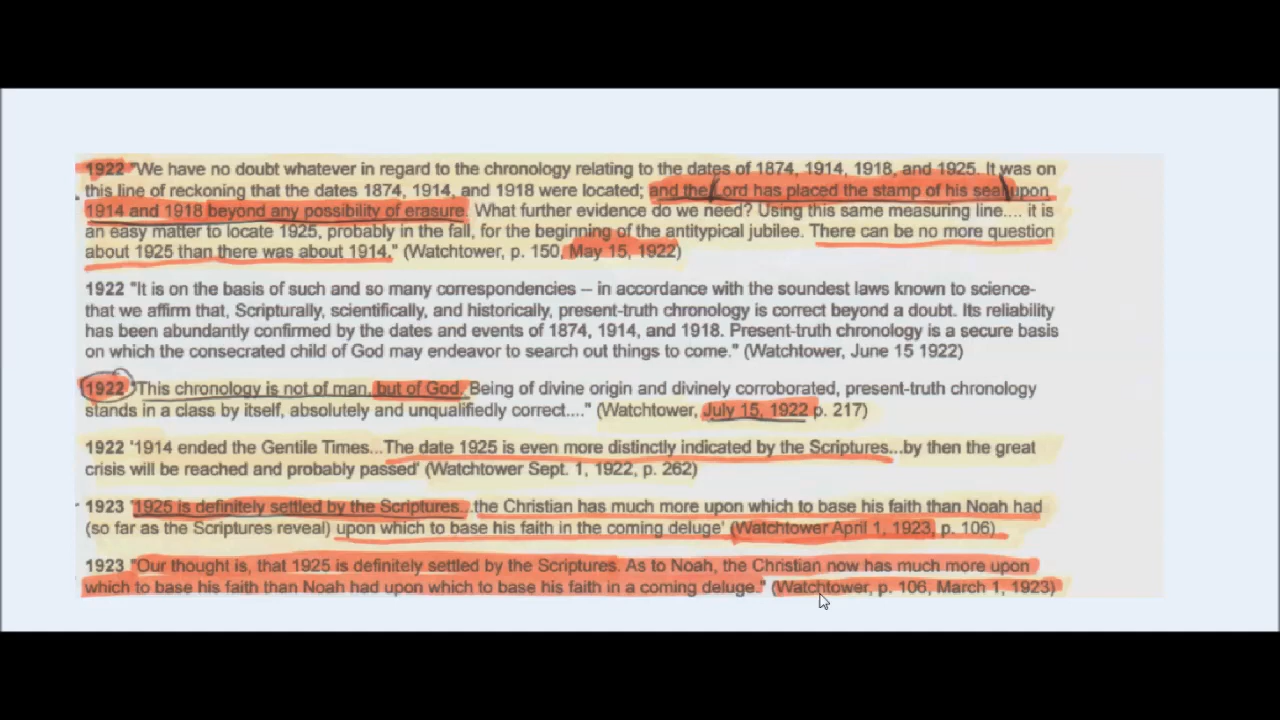 1922 "We have no doubt whatever in regard to the chronology relating to the dates of 1874, 1914, 1918, and 1925. It was on
this line of reckoning that the dates 1874, 1914, and 1918 were located; and the Lord has placed the stamp of his seal upon
1914 and 1918 beyond any possibility of erasure. What further evidence do we need? Using this same measuring line.... it is
an easy matter to locate 1925, probably in the fall, for the beginning of the antitypical jubilee. There can be no more question
about 1925 than there was about 1914." (Watchtower, p. 150, May 15, 1922)
1922 "It is on the basis of such and so many correspondencies – in accordance with the soundest laws known to science-
that we affirm that, Scripturally, scientifically, and historically, present-truth chronology is correct beyond a doubt. Its reliability
has been abundantly confirmed by the dates and events of 1874, 1914, and 1918. Present-truth chronology is a secure basis
on which the consecrated child of God may endeavor to search out things to come." (Watchtower, June 15 1922)
1922 "This chronology is not of man, but of God. Being of divine origin and divinely corroborated, present-truth chronology
stands in a class by itself, absolutely and unqualifiedly correct...." (Watchtower, July 15, 1922 p. 217)
1922 '1914 ended the Gentile Times...The date 1925 is even more distinctly indicated by the Scriptures...by then the great
crisis will be reached and probably passed' (Watchtower Sept. 1, 1922, p. 262)
1923 '1925 is definitely settled by the Scriptures...the Christian has much more upon which to base his faith than Noah had
(so far as the Scriptures reveal) upon which to base his faith in the coming deluge' (Watchtower April 1, 1923, p. 106)
1923 "Our thought is, that 1925 is definitely settled by the Scriptures. As to Noah, the Christian now has much more upon
which to base his faith than Noah had upon which to base his faith in a coming deluge." (Watchtower, p. 106, March 1, 1923)